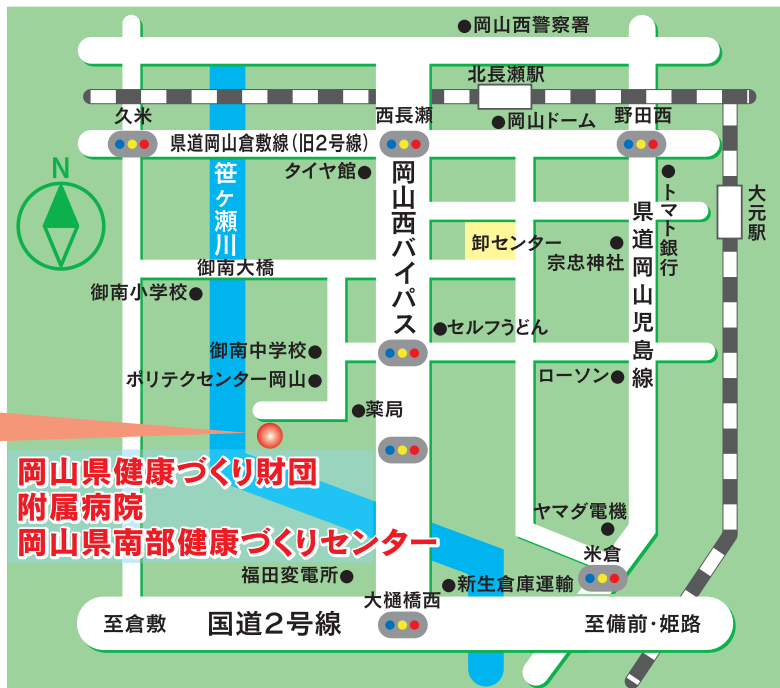 岡山西警察署
北長瀬駅
久米
西長瀬
野田西
岡山ドーム
県道岡山倉敷線(旧2号線)
N
タイヤ館
笹ヶ瀬川
岡山西バイパス
トマト銀行
県道岡山児島線
大元駅
卸センター
宗忠神社
御南大橋
御南小学校
セルフうどん
御南中学校
ポリテクセンター岡山
ローソン
薬局
岡山県健康づくり財団
附属病院
岡山県南部健康づくりセンター
ヤマダ電機
米倉
福田変電所
新生倉庫運輸
大樋橋西
至倉敷
国道2号線
至備前・姫路